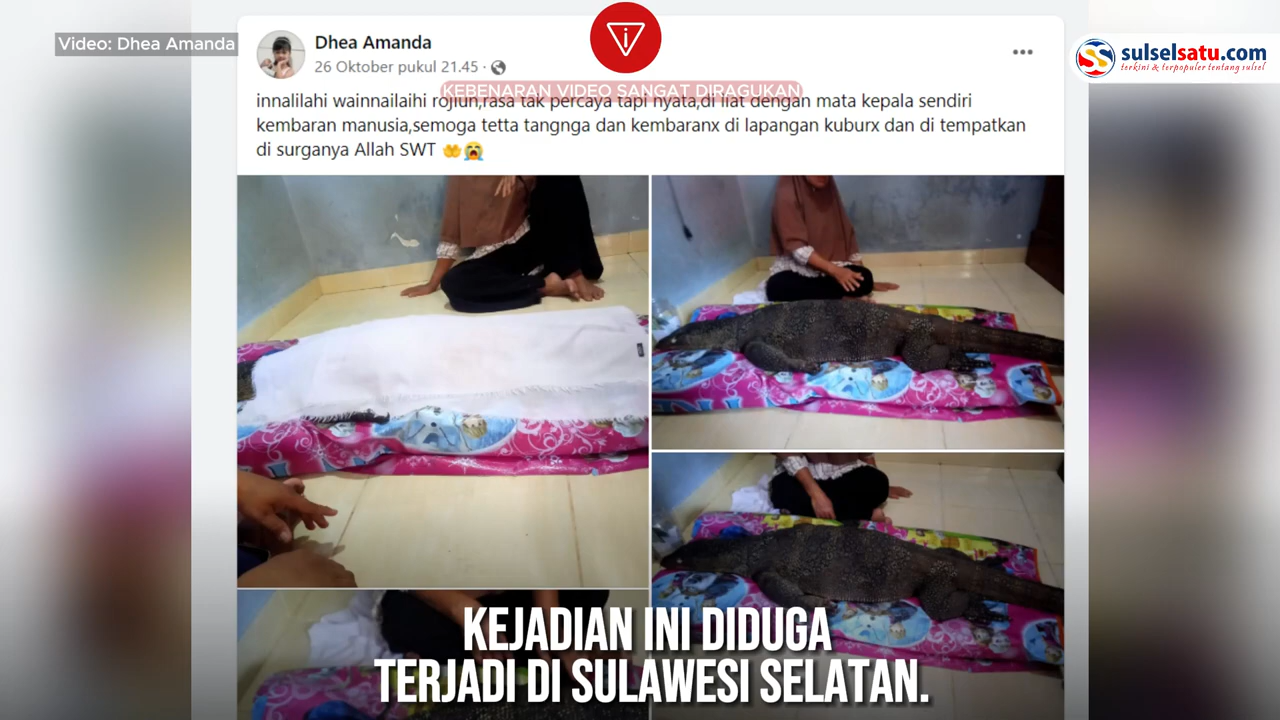 Video: Dhea Amanda
Dhea Amanda
26 Oktober pukul 21.45 ·
sulselsatu.com
terkini & terpopuler tentang sulsel
KEBENARAN VIDEO SANGAT DIRAGUKAN
innalilahi wainnailaihi rojiun,rasa tak percaya tapi nyata,di liat dengan mata kepala sendiri
kembaran manusia,semoga tetta tangnga dan kembaranx di lapangan kuburx dan di tempatkan
di surganya Allah SWT 🤲😭
KEJADIAN INI DIDUGA
TERJADI DI SULAWESI SELATAN.